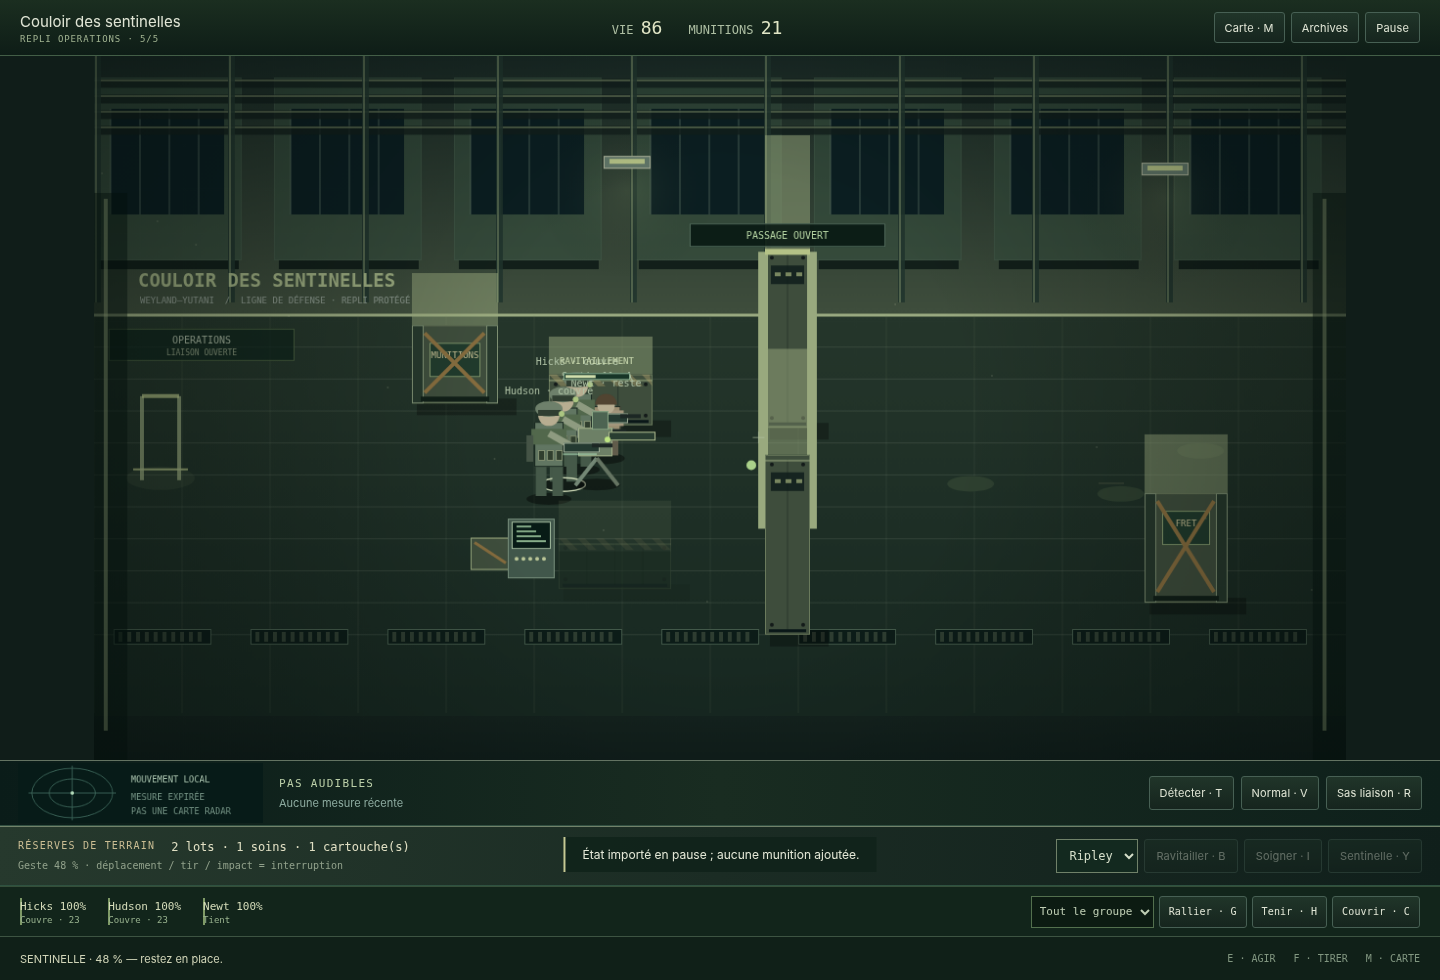 Couloir des sentinelles
REPLI OPERATIONS · 5/5
VIE 86 MUNITIONS 21
Carte · M Archives Pause
PASSAGE OUVERT
COULOIR DES SENTINELLES
WEYLAND—YUTANI / LIGNE DE DÉFENSE · REPLI PROTÉGÉ
OPERATIONS
LIAISON OUVERTE
MUNITIONS
RAVITAILLEMENT
Hicks
Newt reste
Hudson · couvre
FRET
MOUVEMENT LOCAL
MESURE EXPIRÉE
PAS UNE CARTE RADAR
PAS AUDIBLES
Aucune mesure récente
Détecter · T Normal · V Sas liaison · R
RÉSERVES DE TERRAIN 2 lots · 1 soins · 1 cartouche(s)
Geste 48 % · déplacement / tir / impact = interruption
État importé en pause ; aucune munition ajoutée.
Ripley Ravitailler · B Soigner · I Sentinelle · Y
Hicks 100% Hudson 100% Newt 100%
Couvre · 23 Couvre · 23 Tient
Tout le groupe Rallier · G Tenir · H Couvrir · C
SENTINELLE · 48 % — restez en place.
E · AGIR F · TIRER M · CARTE